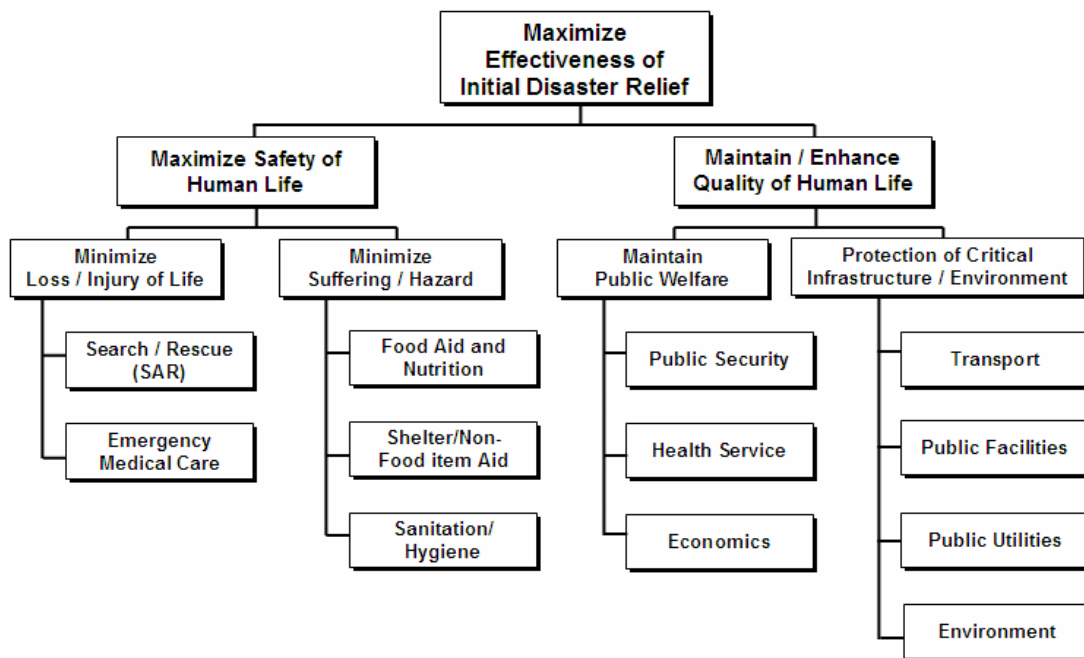 Maximize
Effectiveness of
Initial Disaster Relief
Maximize Safety of
Human Life
Maintain / Enhance
Quality of Human Life
Minimize
Loss / Injury of Life
Minimize
Suffering / Hazard
Maintain
Public Welfare
Protection of Critical
Infrastructure / Environment
Search / Rescue
(SAR)
Emergency
Medical Care
Food Aid and
Nutrition
Shelter/Non-
Food item Aid
Sanitation/
Hygiene
Public Security
Health Service
Economics
Transport
Public Facilities
Public Utilities
Environment